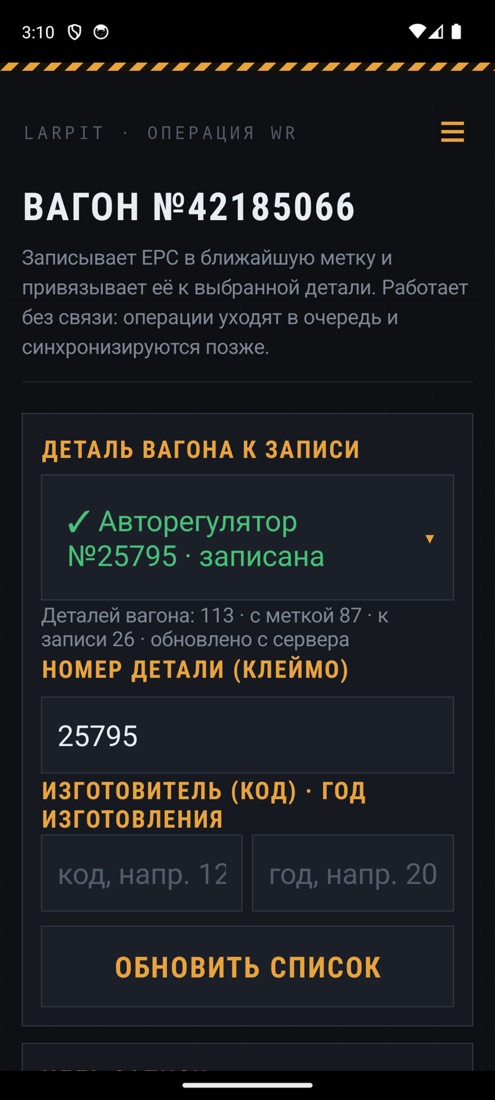 3:10
LARPIT · ОПЕРАЦИЯ WR
ВАГОН №42185066
Записывает EPC в ближайшую метку и
привязывает её к выбранной детали. Работает
без связи: операции уходят в очередь и
синхронизируются позже.
ДЕТАЛЬ ВАГОНА К ЗАПИСИ
✓ Авторегулятор
№25795 · записана
Деталей вагона: 113 · с меткой 87 · к
записи 26 · обновлено с сервера
НОМЕР ДЕТАЛИ (КЛЕЙМО)
25795
ИЗГОТОВИТЕЛЬ (КОД) · ГОД
ИЗГОТОВЛЕНИЯ
код, напр. 12
год, напр. 20
ОБНОВИТЬ СПИСОК